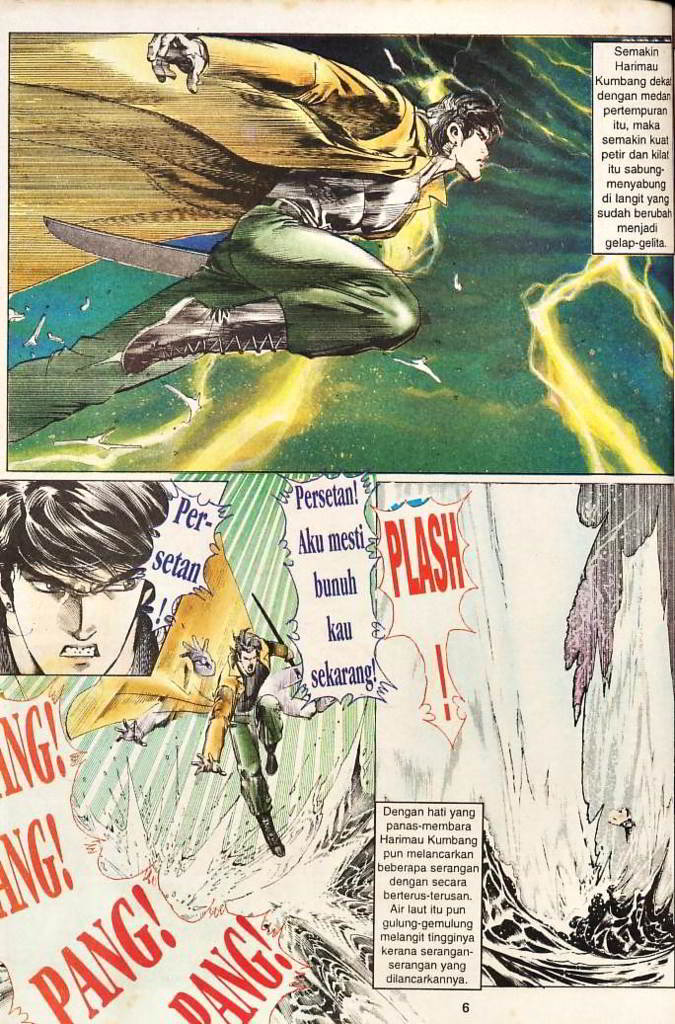 Semakin
Harimau
Kumbang dekat
dengan medan
pertempuran
itu, maka
semakin kuat
petir dan kilat
itu sabung-
menyabung
di langit yang
sudah berubah
menjadi
gelap-gelita.
Per-
setan
!
Persetan!
Aku mesti
bunuh
kau
sekarang!
PLASH
!
ANG!
ANG!
PANG!
PANG!
Dengan hati yang
panas-membara
Harimau Kumbang
pun melancarkan
beberapa serangan
dengan secara
berterus-terusan.
Air laut itu pun
gulung-gemulung
melangit tingginya
kerana serangan-
serangan yang
dilancarkannya.
6